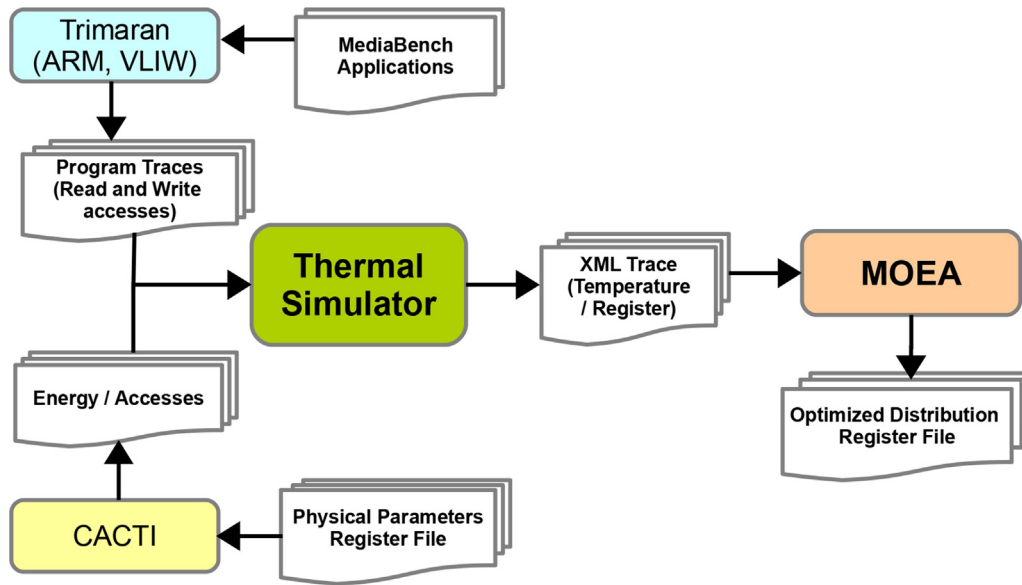 Trimaran
(ARM, VLIW)
MediaBench
Applications
Program Traces
(Read and Write
accesses)
Thermal
Simulator
XML Trace
(Temperature
/ Register)
MOEA
Energy / Accesses
Optimized Distribution
Register File
CACTI
Physical Parameters
Register File